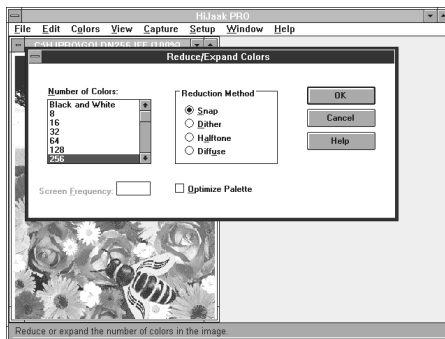 HiJaak PRO
File Edit Colors View Capture Setup Window Help
Reduce/Expand Colors
Number of Colors:
Black and White
8
16
32
64
128
256
Reduction Method
Snap
Dither
Halftone
Diffuse
OK
Cancel
Help
Screen Frequency:
Optimize Palette
Reduce or expand the number of colors in the image.